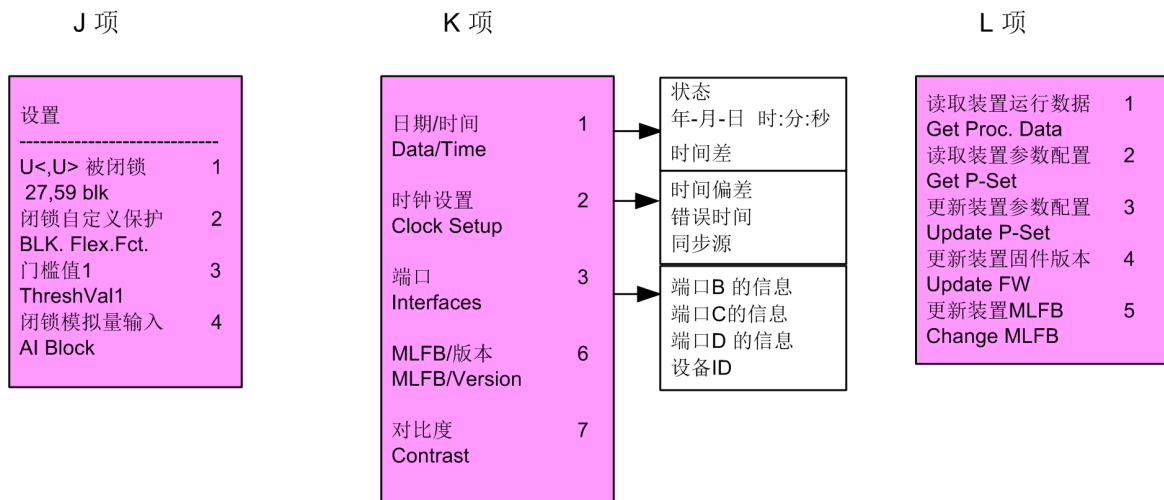 J 项
K 项
L 项
设置
-----------------------------
U<,U> 被闭锁 1
27,59 blk
闭锁自定义保护 2
BLK. Flex.Fct.
门槛值1 3
ThreshVal1
闭锁模拟量输入 4
AI Block
日期/时间 1
Data/Time
时钟设置 2
Clock Setup
端口 3
Interfaces
MLFB/版本 6
MLFB/Version
对比度 7
Contrast
状态
年-月-日 时:分:秒
时间差
时间偏差
错误时间
同步源
端口B 的信息
端口C的信息
端口D 的信息
设备ID
读取装置运行数据 1
Get Proc. Data
读取装置参数配置 2
Get P-Set
更新装置参数配置 3
Update P-Set
更新装置固件版本 4
Update FW
更新装置MLFB 5
Change MLFB